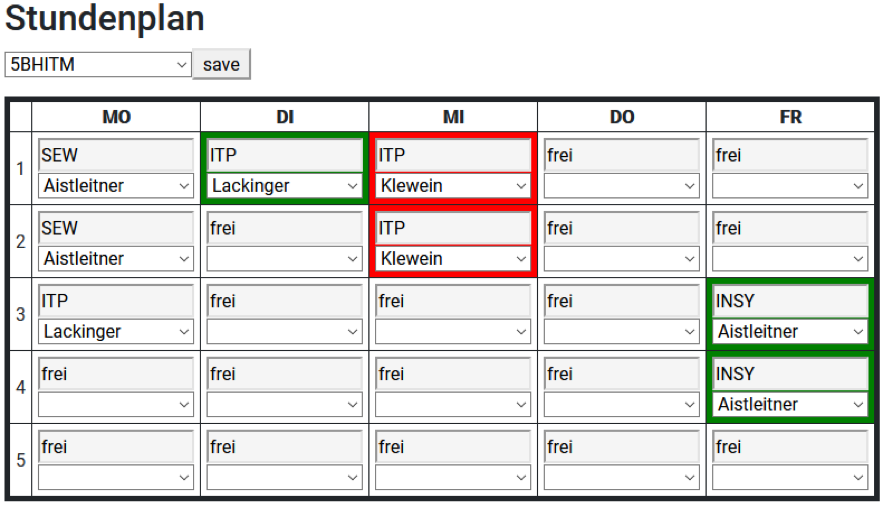 Stundenplan
5BHITM save
MO DI MI DO FR
1 SEW ITP ITP frei frei
Aistleitner Lackinger Klewein
2 SEW frei ITP frei frei
Aistleitner Klewein
3 ITP frei frei frei INSY
Lackinger Aistleitner
4 frei frei frei frei INSY
Aistleitner
5 frei frei frei frei frei